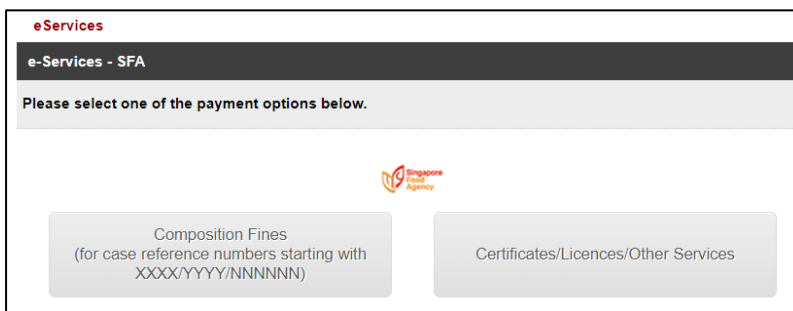 eServices
e-Services - SFA
Please select one of the payment options below.
Singapore
Food
Agency
Composition Fines
(for case reference numbers starting with
XXXX/YYYY/NNNNNN)
Certificates/Licences/Other Services